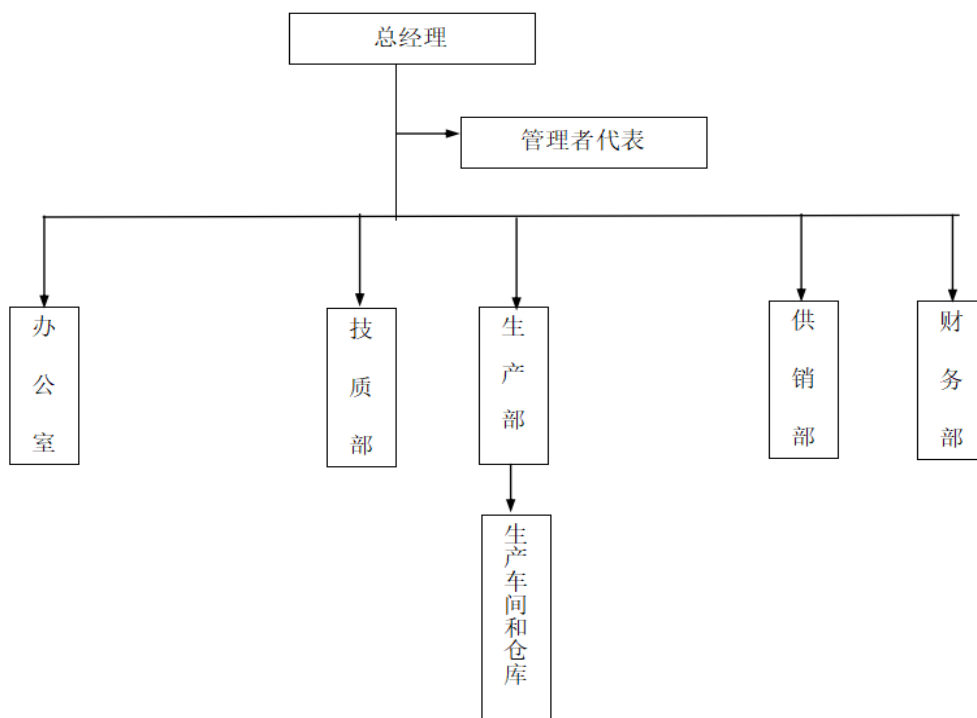 总经理
管理者代表
办公室
技质部
生产部
供销部
财务部
生产车间和仓库